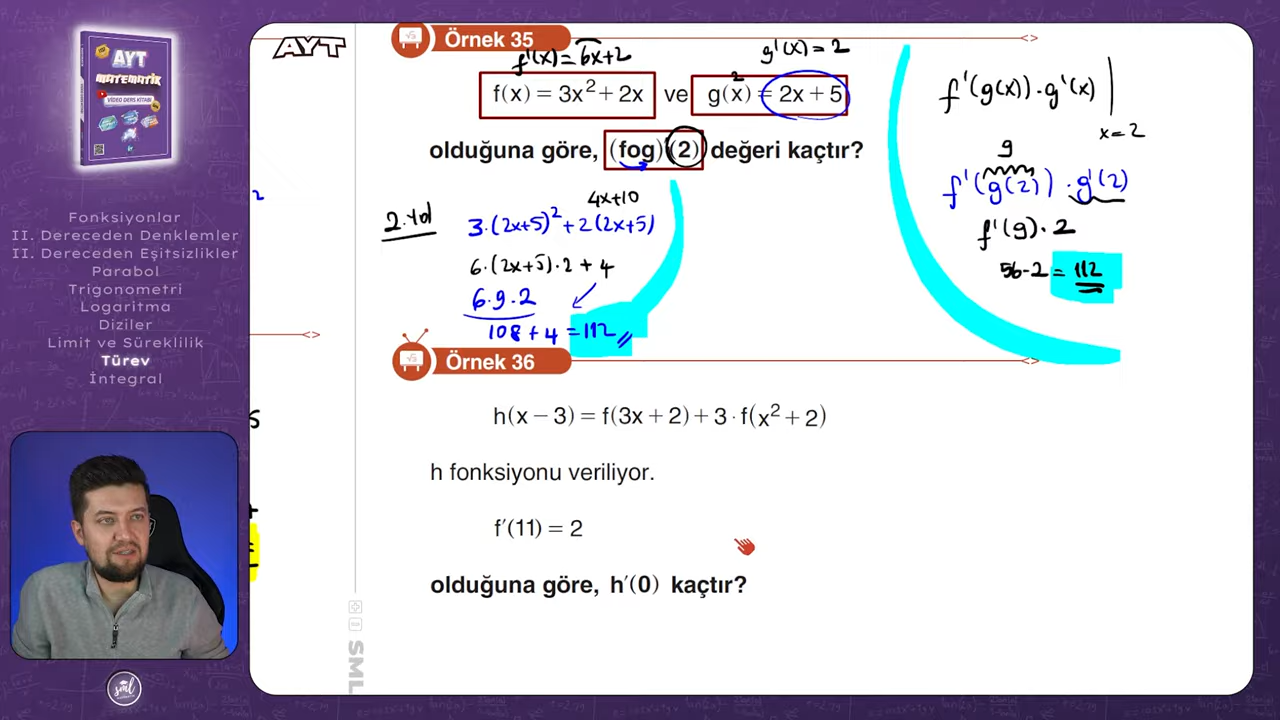 AYT
MATEMATİK
VİDEO DERS KİTABI
Fonksiyonlar
II. Dereceden Denklemler
II. Dereceden Eşitsizlikler
Parabol
Trigonometri
Logaritma
Diziler
Limit ve Süreklilik
Türev
İntegral
sml
AYT
Örnek 35
f'(x) = 6x+2
g'(x) = 2
f(x) = 3x² + 2x ve g(x) = 2x + 5
2
olduğuna göre, (fog)'(2) değeri kaçtır?
2.Yol
4x+10
3.(2x+5)² + 2(2x+5)
6.(2x+5).2 + 4
6.9.2
108 + 4 = 112
f'(g(x)).g'(x) |
x=2
9
f'(g(2)).g'(2)
f'(9).2
56.2 = 112
Örnek 36
h(x − 3) = f(3x + 2) + 3 · f(x² + 2)
h fonksiyonu veriliyor.
f′(11) = 2
olduğuna göre, h′(0) kaçtır?
SML